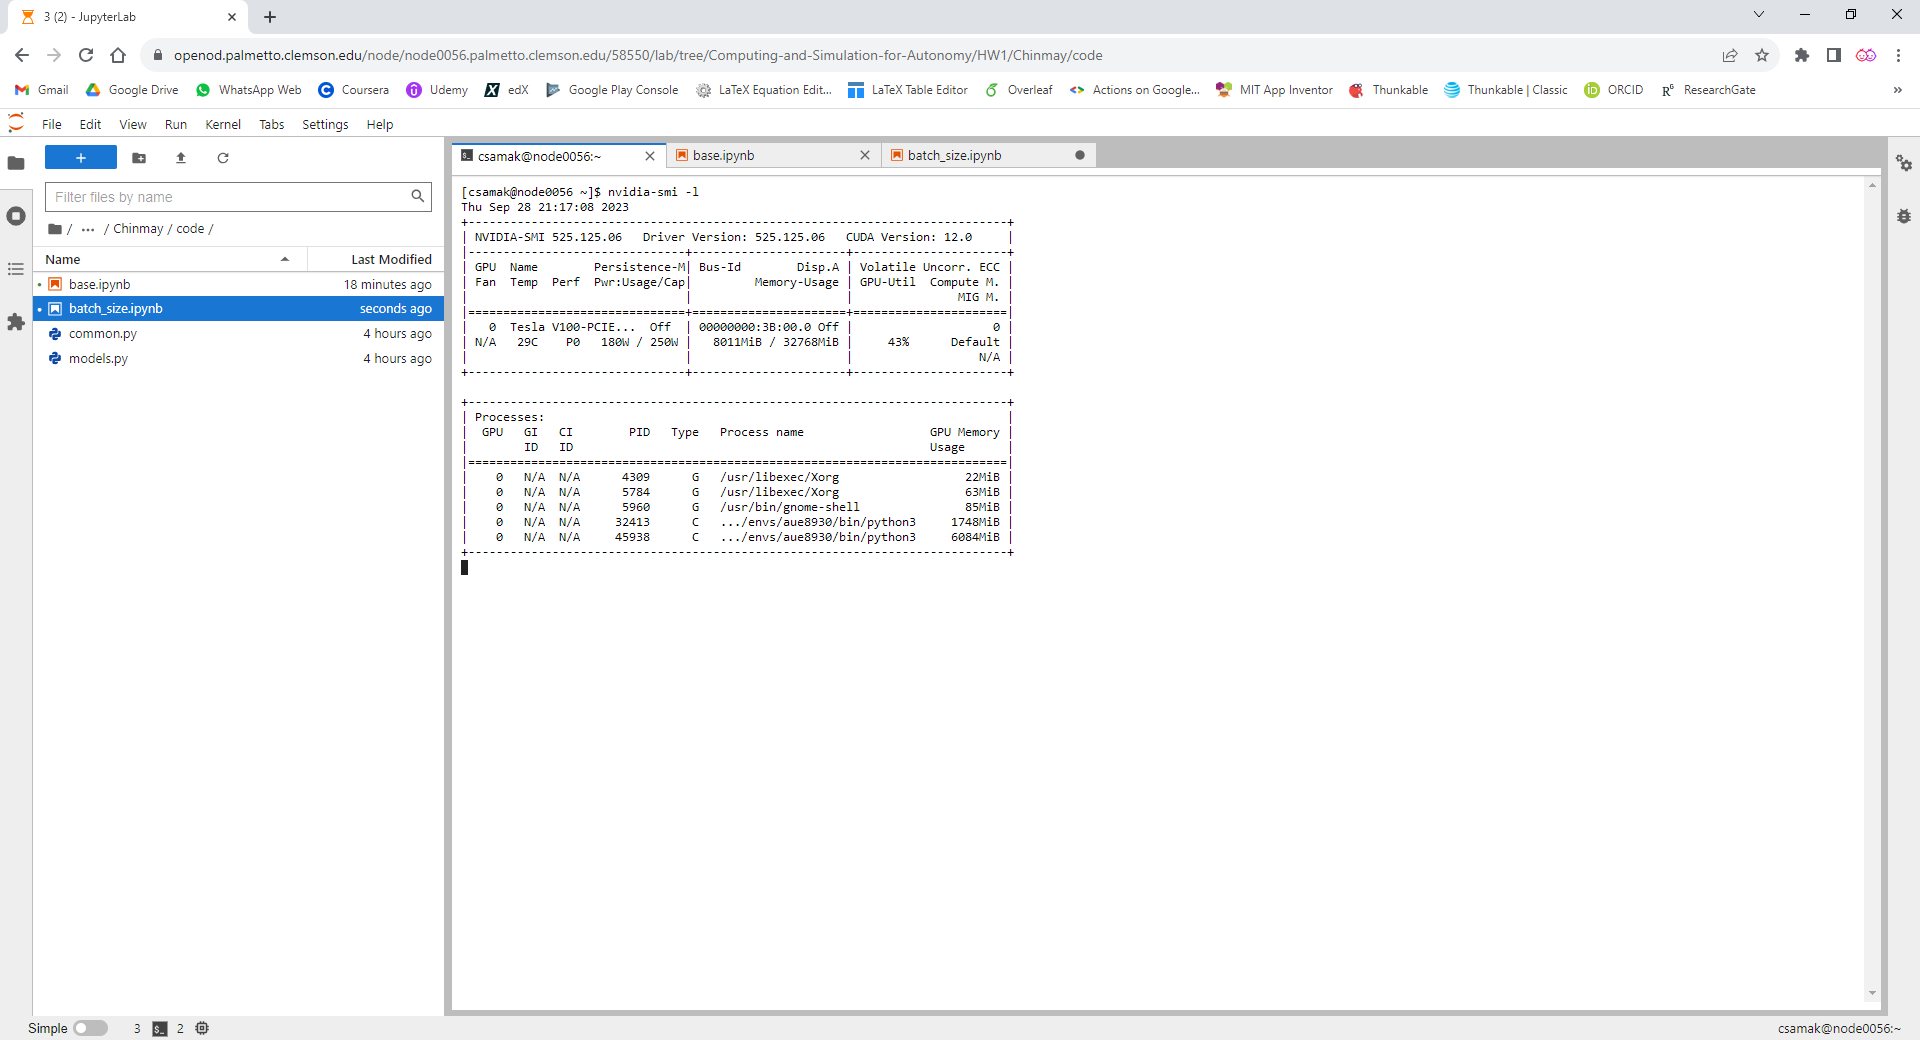 3 (2) - JupyterLab
openod.palmetto.clemson.edu/node/node0056.palmetto.clemson.edu/58550/lab/tree/Computing-and-Simulation-for-Autonomy/HW1/Chinmay/code
Gmail Google Drive WhatsApp Web Coursera Udemy edX Google Play Console LaTeX Equation Edit... LaTeX Table Editor Overleaf Actions on Google... MIT App Inventor Thunkable Thunkable | Classic ORCID ResearchGate »
File Edit View Run Kernel Tabs Settings Help
csamak@node0056:~ base.ipynb batch_size.ipynb
Filter files by name
/ ... / Chinmay / code /
Name Last Modified
base.ipynb 18 minutes ago
batch_size.ipynb seconds ago
common.py 4 hours ago
models.py 4 hours ago
[csamak@node0056 ~]$ nvidia-smi -l
Thu Sep 28 21:17:08 2023
+-----------------------------------------------------------------------------+
| NVIDIA-SMI 525.125.06   Driver Version: 525.125.06   CUDA Version: 12.0     |
|-------------------------------+----------------------+----------------------+
| GPU  Name        Persistence-M| Bus-Id        Disp.A | Volatile Uncorr. ECC |
| Fan  Temp  Perf  Pwr:Usage/Cap|         Memory-Usage | GPU-Util  Compute M. |
|                               |                      |               MIG M. |
|===============================+======================+======================|
|   0  Tesla V100-PCIE...  Off  | 00000000:3B:00.0 Off |                    0 |
| N/A   29C    P0   180W / 250W |   8011MiB / 32768MiB |     43%      Default |
|                               |                      |                  N/A |
+-------------------------------+----------------------+----------------------+
+-----------------------------------------------------------------------------+
| Processes:                                                                  |
|  GPU   GI   CI        PID   Type   Process name                  GPU Memory |
|        ID   ID                                                   Usage      |
|=============================================================================|
|    0   N/A  N/A      4309      G   /usr/libexec/Xorg                  22MiB |
|    0   N/A  N/A      5784      G   /usr/libexec/Xorg                  63MiB |
|    0   N/A  N/A      5960      G   /usr/bin/gnome-shell               85MiB |
|    0   N/A  N/A     32413      C   .../envs/aue8930/bin/python3     1748MiB |
|    0   N/A  N/A     45938      C   .../envs/aue8930/bin/python3     6084MiB |
+-----------------------------------------------------------------------------+
Simple 3 2 csamak@node0056:~